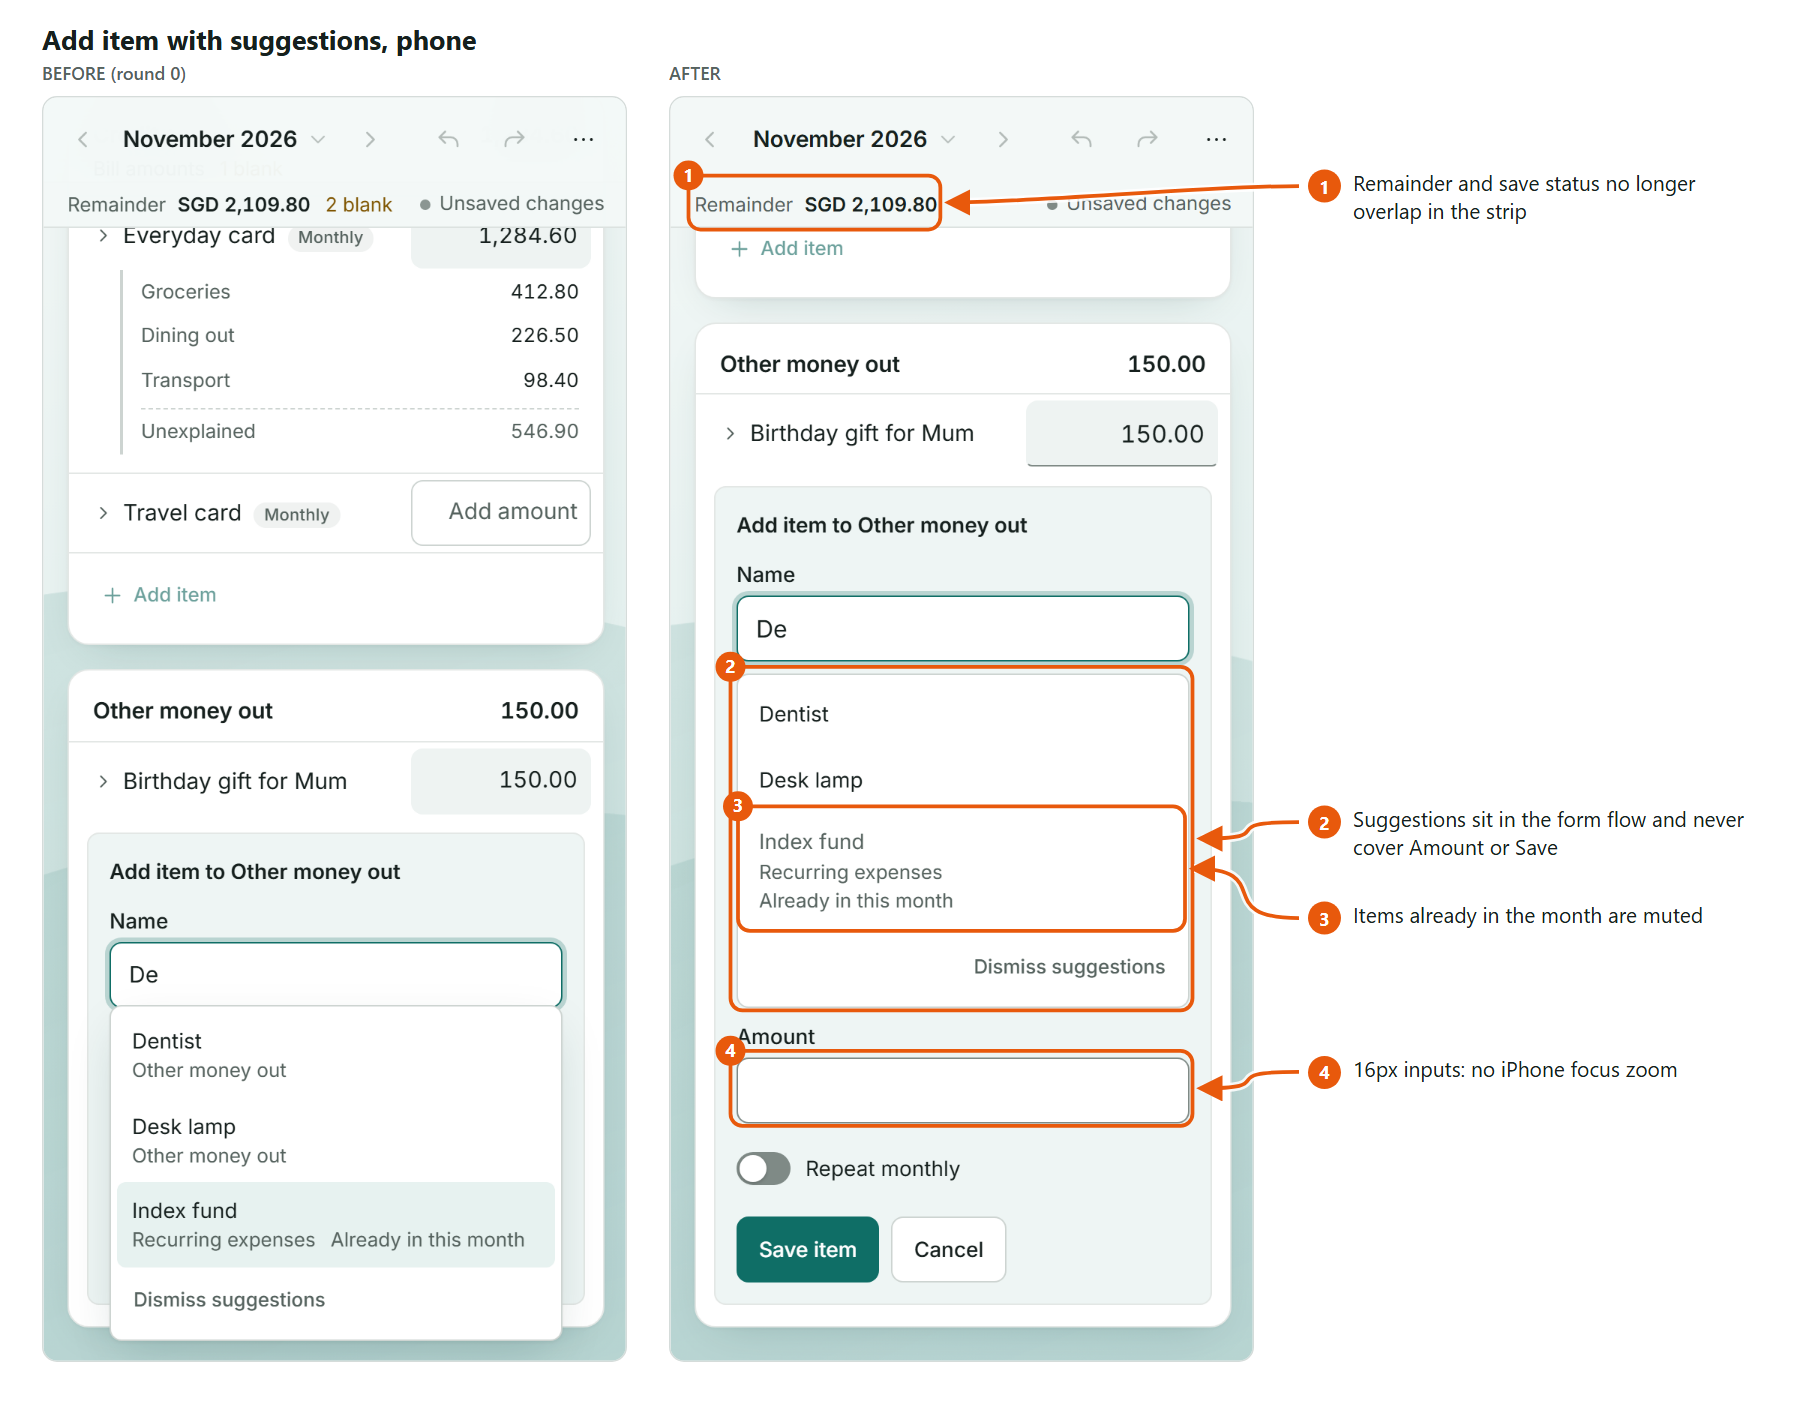 Add item with suggestions, phone
BEFORE (round 0)
November 2026
Bill amounts 1 blank
Remainder SGD 2,109.80 2 blank Unsaved changes
Everyday card Monthly 1,284.60
Groceries 412.80
Dining out 226.50
Transport 98.40
Unexplained 546.90
Travel card Monthly Add amount
+ Add item
Other money out 150.00
Birthday gift for Mum 150.00
Add item to Other money out
Name
De
Dentist
Other money out
Desk lamp
Other money out
Index fund
Recurring expenses Already in this month
Dismiss suggestions
AFTER
November 2026
1
Remainder SGD 2,109.80 Unsaved changes
+ Add item
Other money out 150.00
Birthday gift for Mum 150.00
Add item to Other money out
Name
De
2
Dentist
Desk lamp
3
Index fund
Recurring expenses
Already in this month
Dismiss suggestions
Amount
4
Repeat monthly
Save item Cancel
1 Remainder and save status no longer
overlap in the strip
2 Suggestions sit in the form flow and never
cover Amount or Save
3 Items already in the month are muted
4 16px inputs: no iPhone focus zoom